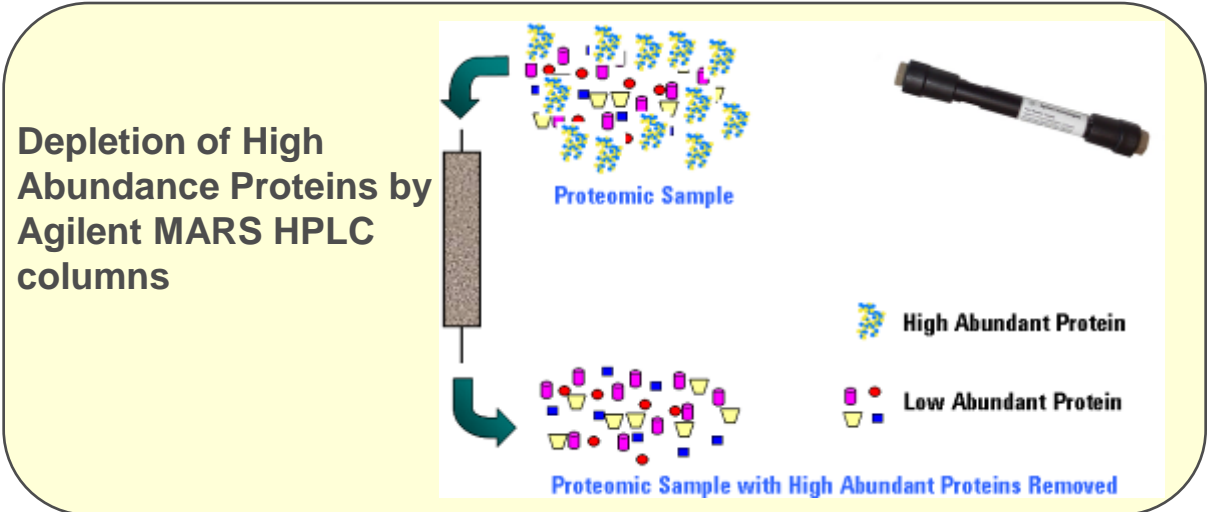 Depletion of High
Abundance Proteins by
Agilent MARS HPLC
columns
Proteomic Sample
High Abundant Protein
Low Abundant Protein
Proteomic Sample with High Abundant Proteins Removed